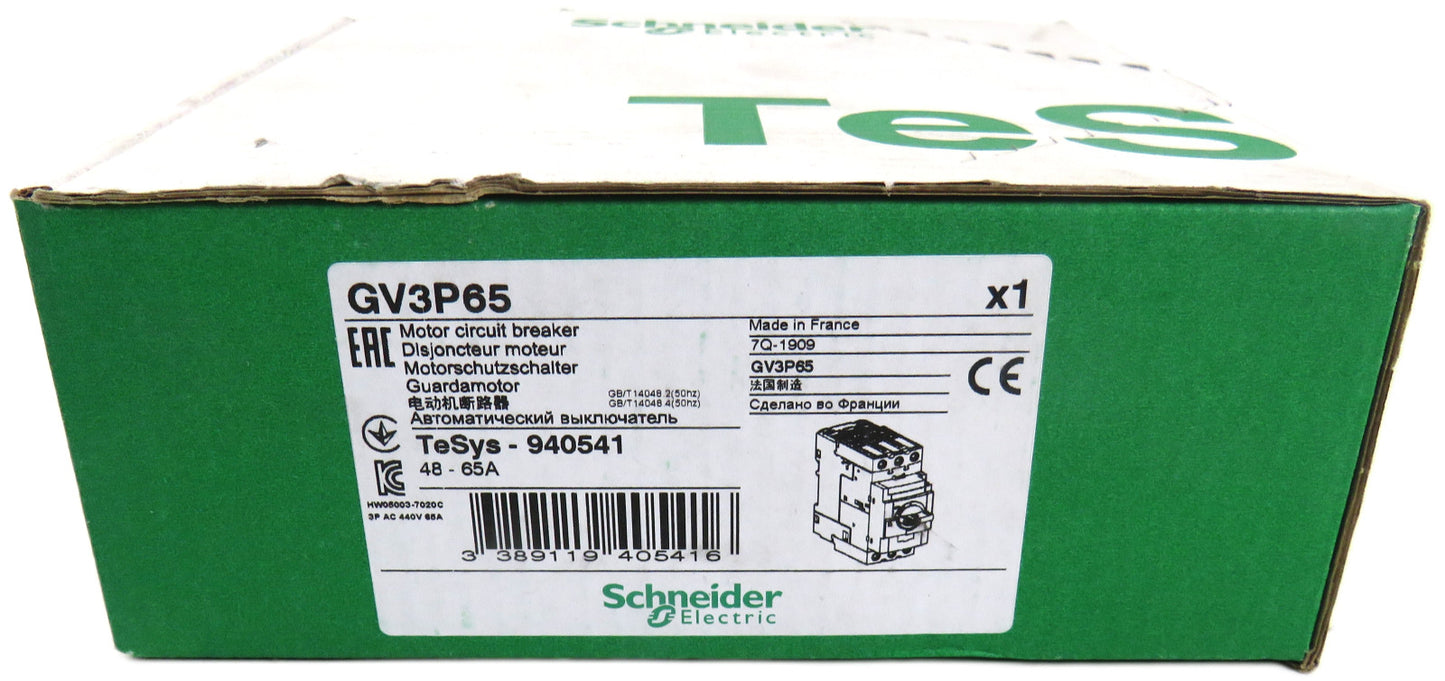 Schneider
Electric
TeS
GV3P65
x1
EAC
Motor circuit breaker
Disjoncteur moteur
Motorschutzschalter
Guardamotor
电动机断路器
GB/T14048.2(50hz)
GB/T14048.4(50hz)
Автоматический выключатель
Made in France
7Q-1909
GV3P65
法国制造
Сделано во Франции
CE
TeSys - 940541
48 - 65A
HW06003-7020C
3P AC 440V 65A
3 389119 405416
Schneider
Electric